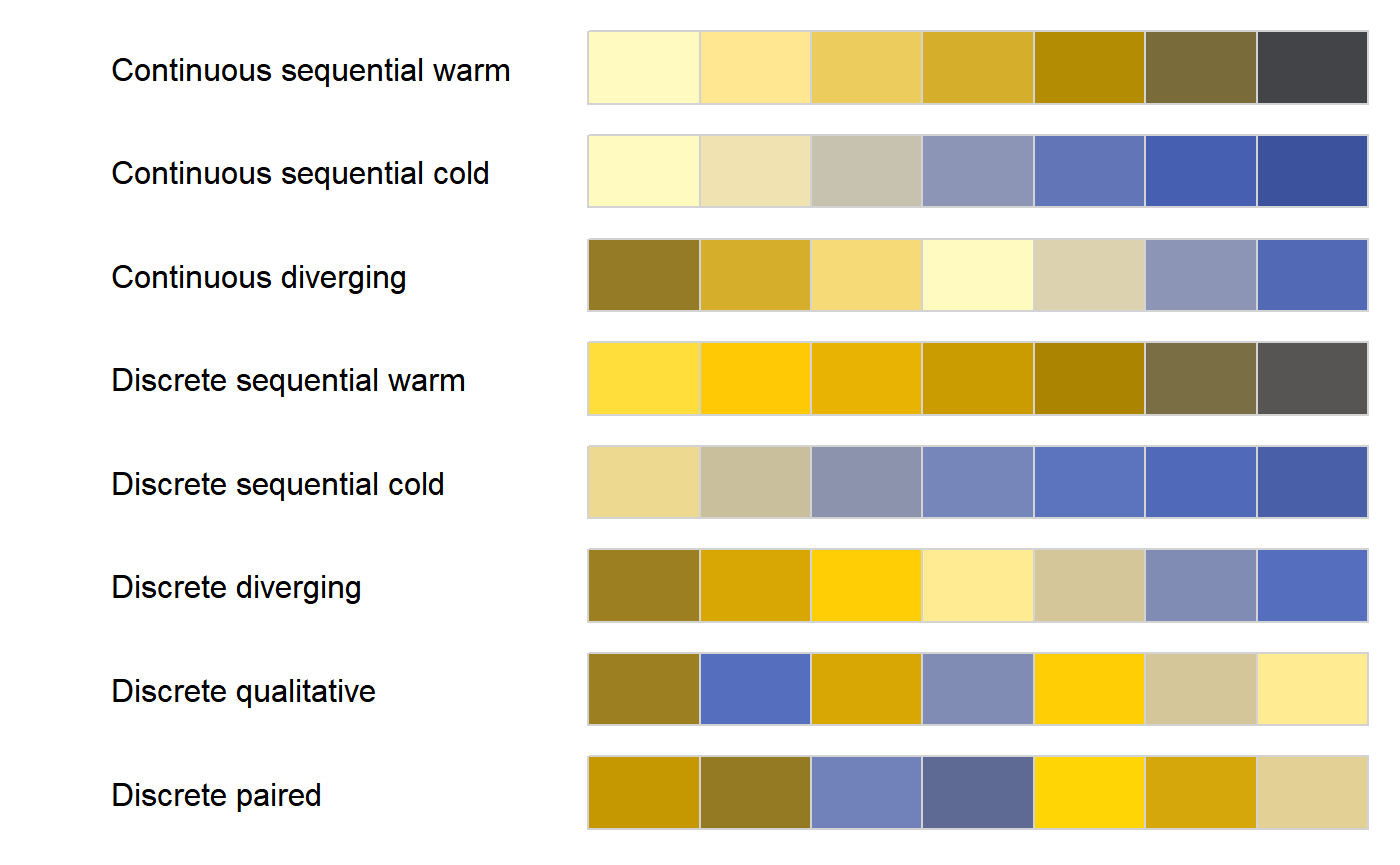 Continuous sequential warm
Continuous sequential cold
Continuous diverging
Discrete sequential warm
Discrete sequential cold
Discrete diverging
Discrete qualitative
Discrete paired